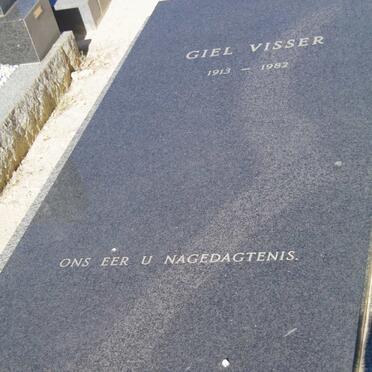 GIEL VISSER
1913 – 1982
ONS EER U NAGEDAGTENIS.